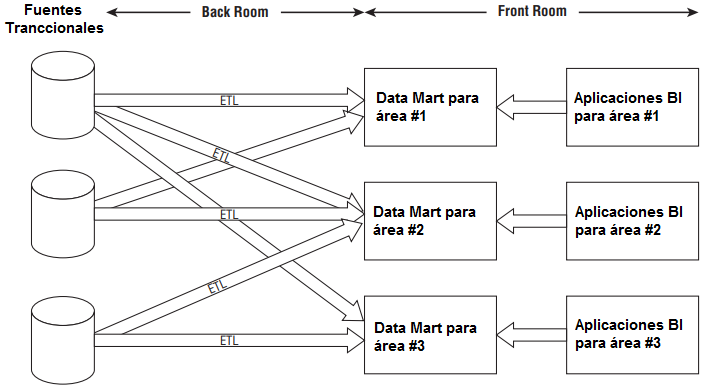 Fuentes
Tranccionales
Back Room
Front Room
ETL
Data Mart para
área #1
Aplicaciones BI
para área #1
ETL
ETL
Data Mart para
área #2
Aplicaciones BI
para área #2
ETL
ETL
Data Mart para
área #3
Aplicaciones BI
para área #3